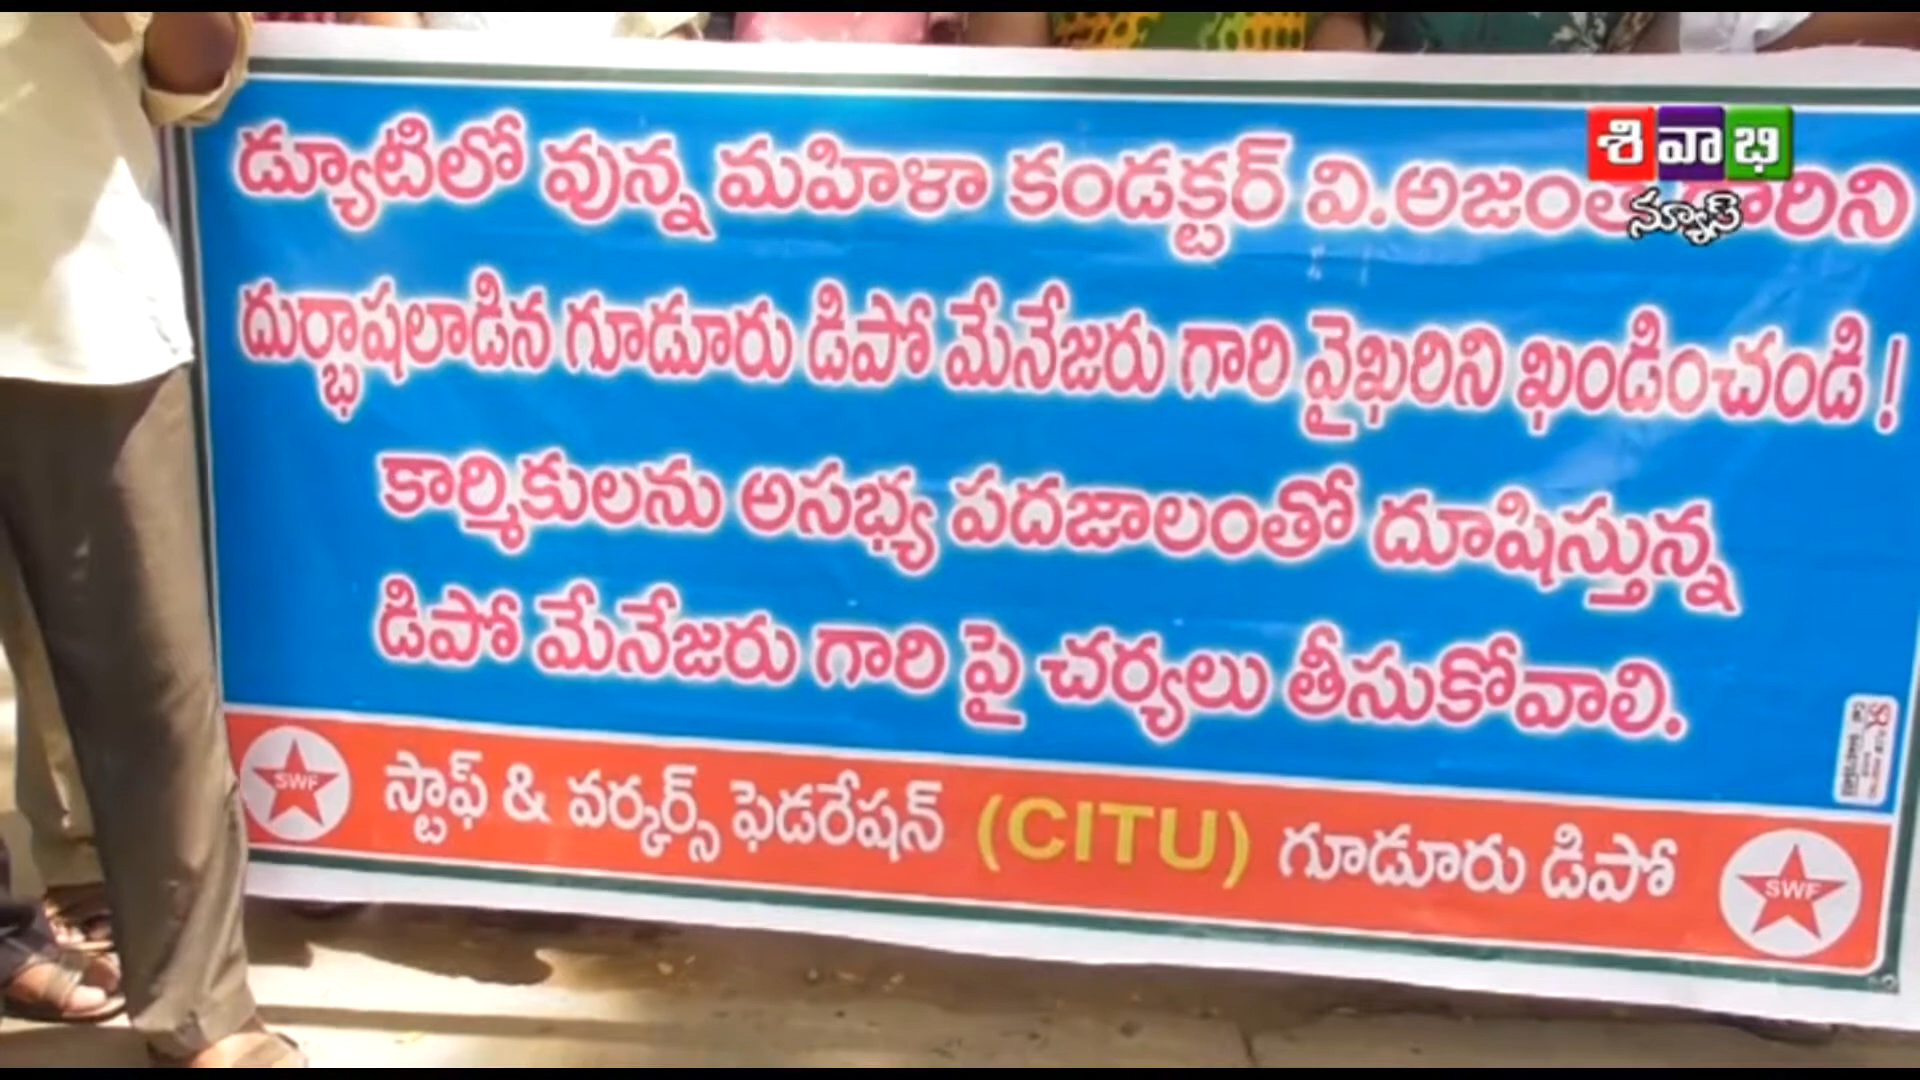 శివాభి
న్యూస్
డ్యూటిలో వున్న మహిళా కండక్టర్ వి.అజంత గారిని
దుర్భాషలాడిన గూడూరు డిపో మేనేజరు గారి వైఖరిని ఖండించండి !
కార్మికులను అసభ్య పదజాలంతో దూషిస్తున్న
డిపో మేనేజరు గారి పై చర్యలు తీసుకోవాలి.
SWF స్టాఫ్ & వర్కర్స్ ఫెడరేషన్ (CITU) గూడూరు డిపో SWF